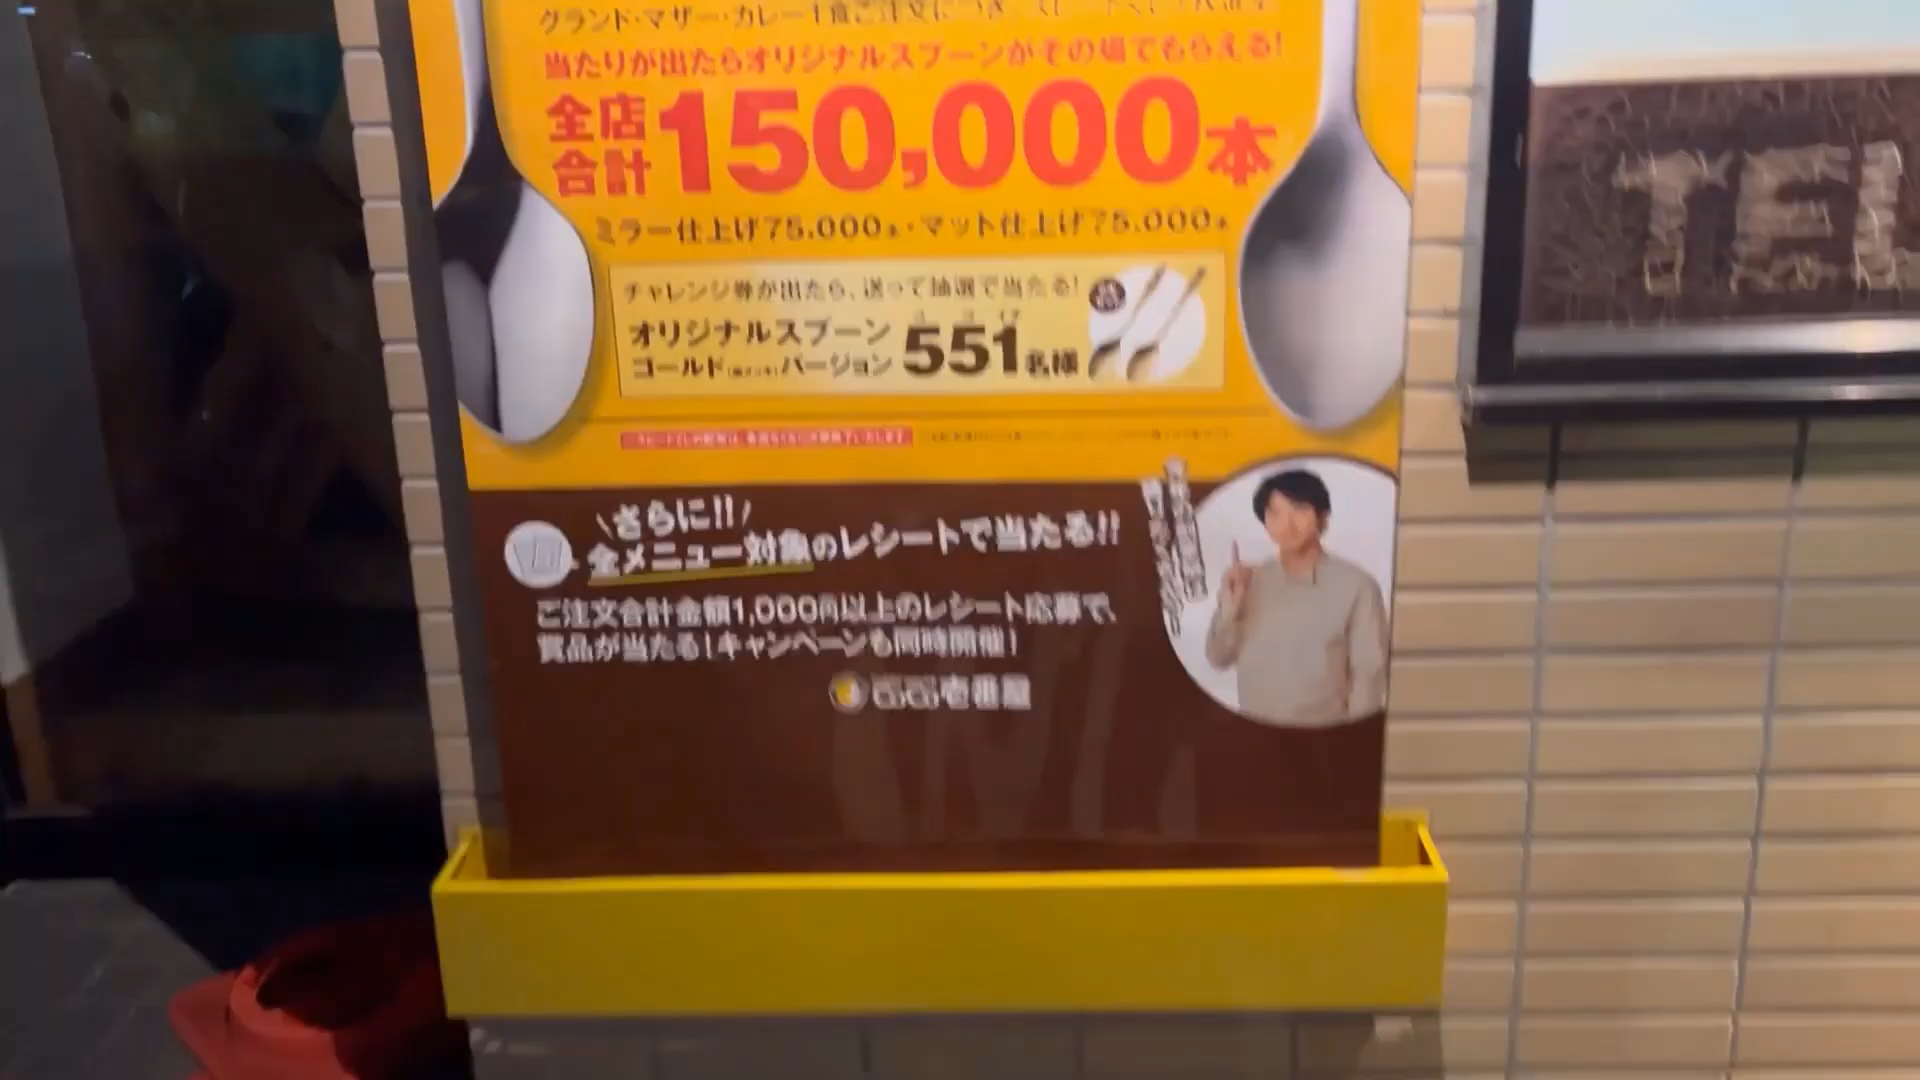 グランド・マザー・カレー1食ご注文につき、
当たりが出たらオリジナルスプーンがその場でもらえる!
全店合計150,000本
ミラー仕上げ75,000本・マット仕上げ75,000本
チャレンジ券が出たら、送って抽選で当たる!
オリジナルスプーン
ゴールド バージョン 551名様
さらに!!
全メニュー対象のレシートで当たる!!
ご注文合計金額1,000円以上のレシート応募で、
賞品が当たる!キャンペーンも同時開催!
CoCo壱番屋
TEL